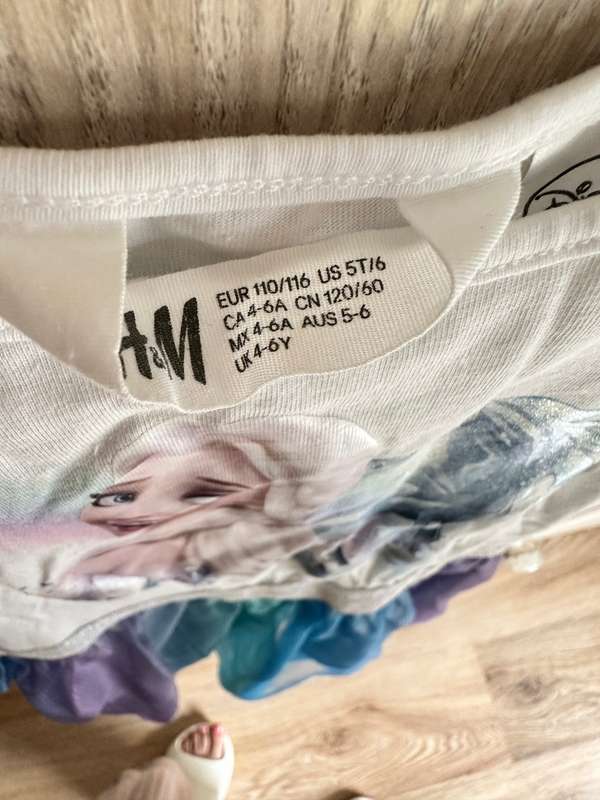 H&M
EUR 110/116 US 5T/6
CA 4-6A CN 120/60
MX 4-6A AUS 5-6
UK 4-6Y
Di